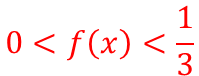 0 < f(x) < 1/3